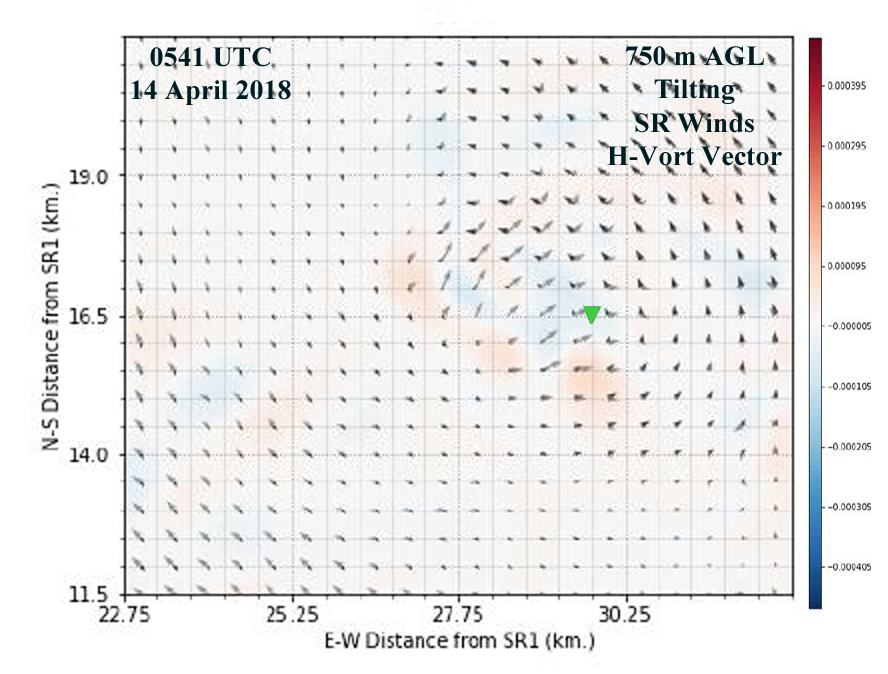 0541 UTC
14 April 2018
750 m AGL
Tilting
SR Winds
H-Vort Vector
N-S Distance from SR1 (km.)
19.0
16.5
14.0
11.5
22.75
25.25
27.75
30.25
E-W Distance from SR1 (km.)
0.000395
0.000295
0.000195
0.000095
−0.000005
−0.000105
−0.000205
−0.000305
−0.000405